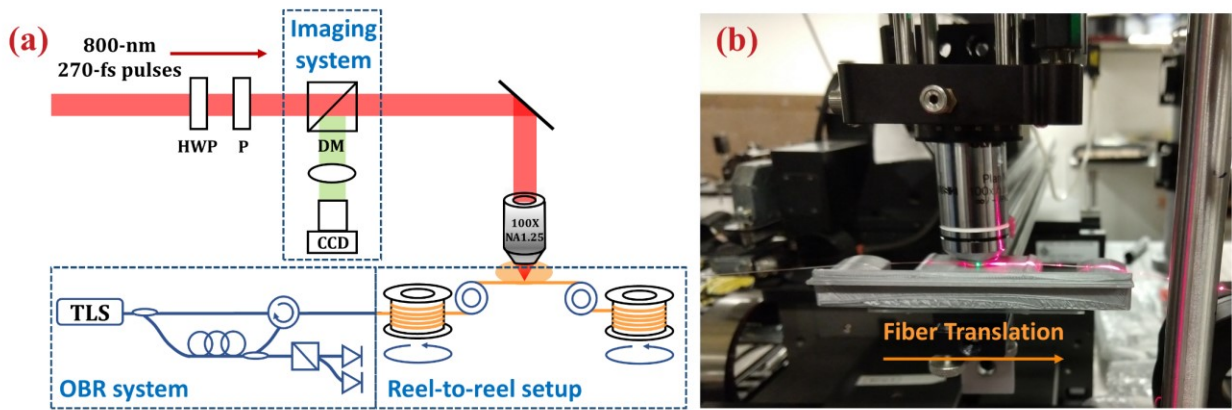 (a)
800-nm
270-fs pulses
Imaging
system
HWP
P
DM
CCD
100X
NA1.25
TLS
OBR system
Reel-to-reel setup
(b)
Plan
Fiber Translation